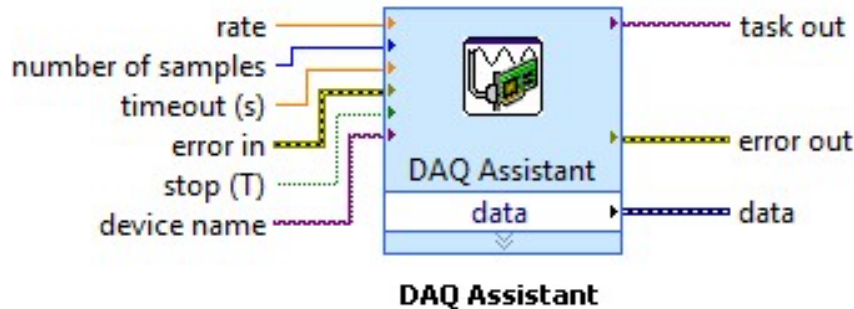 rate
number of samples
timeout (s)
error in
stop (T)
device name
DAQ Assistant
data
task out
error out
data
DAQ Assistant